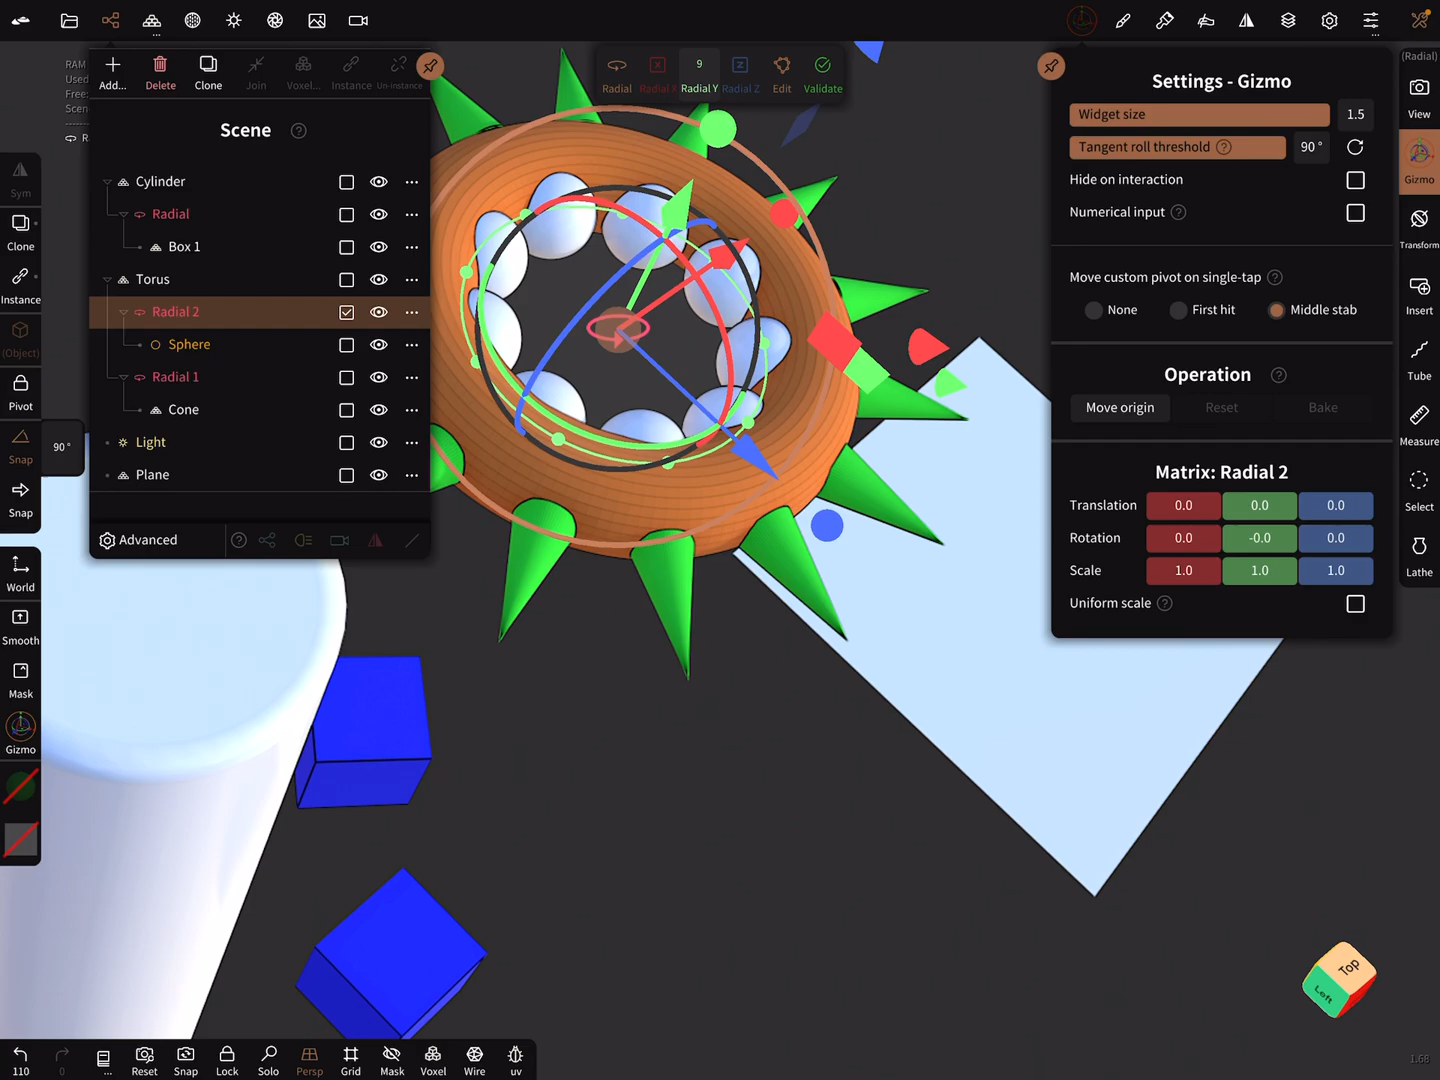 RAM
Used
Free:
Scen
R
Add...
Delete
Clone
Join
Voxel...
Instance
Un-instance
Scene
?
Cylinder
Radial
Box 1
Torus
Radial 2
Sphere
Radial 1
Cone
Light
Plane
Advanced
?
Sym
Clone
Instance
(Object)
Pivot
Snap
90 °
Snap
World
Smooth
Mask
Gizmo
Radial
Radial X
9
Radial Y
Radial Z
Edit
Validate
Settings - Gizmo
Widget size
1.5
Tangent roll threshold ?
90 °
Hide on interaction
Numerical input ?
Move custom pivot on single-tap ?
None
First hit
Middle stab
Operation ?
Move origin
Reset
Bake
Matrix: Radial 2
Translation 0.0 0.0 0.0
Rotation 0.0 -0.0 0.0
Scale 1.0 1.0 1.0
Uniform scale ?
(Radial)
View
Gizmo
Transform
Insert
Tube
Measure
Select
Lathe
Top
Left
1.68
110
0
...
Reset
Snap
Lock
Solo
Persp
Grid
Mask
Voxel
Wire
uv